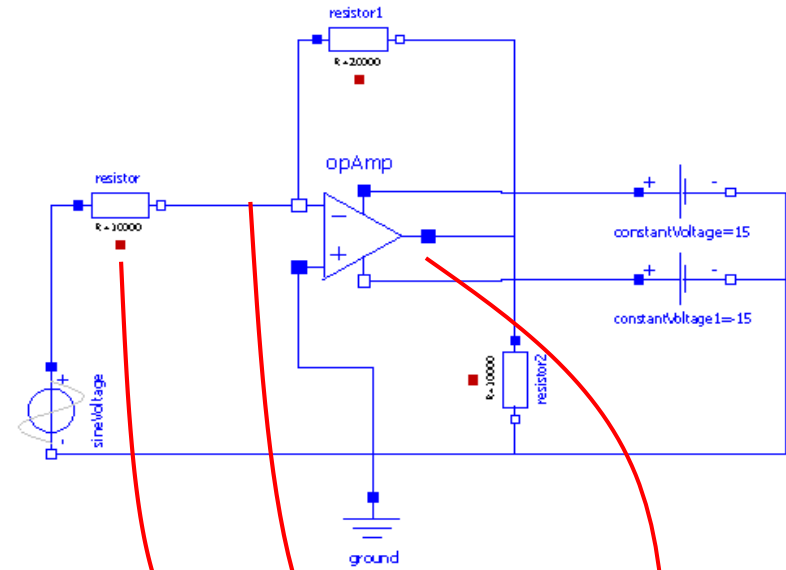 resistor1
R=20000
opAmp
resistor
R=10000
+ -
constantVoltage=15
−
+
+ -
constantVoltage1=-15
R=10000
resistor2
+
sineVoltage
-
ground